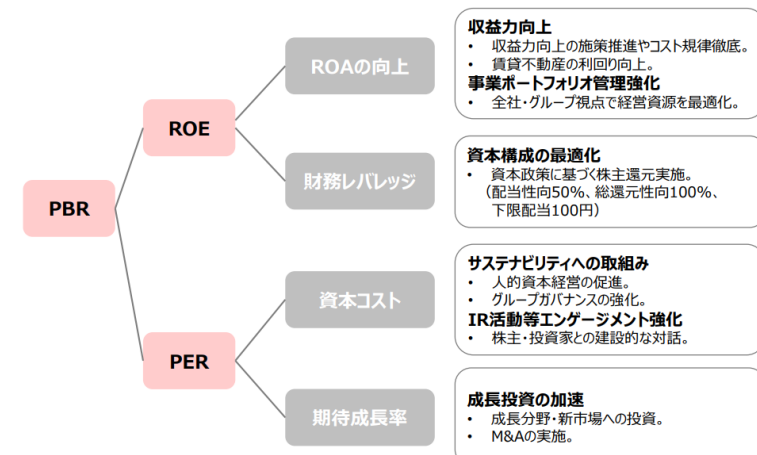 PBR
ROE
PER
ROAの向上
財務レバレッジ
資本コスト
期待成長率
収益力向上
• 収益力向上の施策推進やコスト規律徹底。
• 賃貸不動産の利回り向上。
事業ポートフォリオ管理強化
• 全社・グループ視点で経営資源を最適化。
資本構成の最適化
• 資本政策に基づく株主還元実施。
（配当性向50%、総還元性向100%、
下限配当100円）
サステナビリティへの取組み
• 人的資本経営の促進。
• グループガバナンスの強化。
IR活動等エンゲージメント強化
• 株主・投資家との建設的な対話。
成長投資の加速
• 成長分野・新市場への投資。
• M&Aの実施。